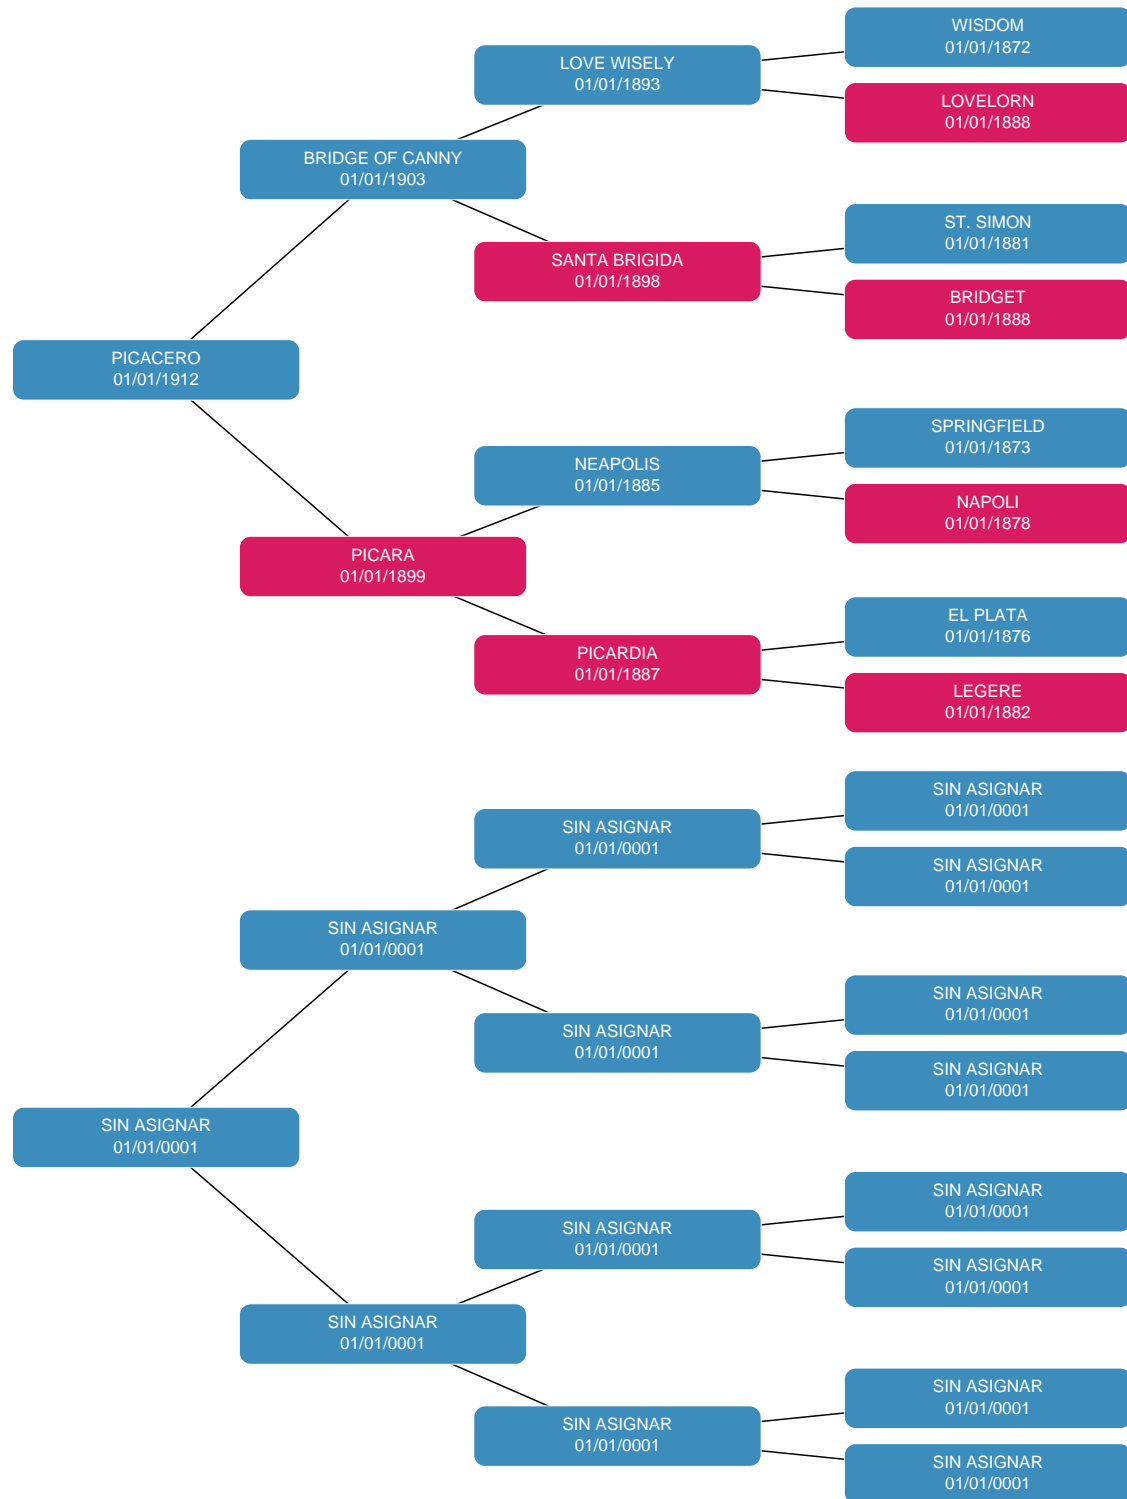 WISDOM
01/01/1872
LOVE WISELY
01/01/1893
LOVELORN
01/01/1888
BRIDGE OF CANNY
01/01/1903
ST. SIMON
01/01/1881
SANTA BRIGIDA
01/01/1898
BRIDGET
01/01/1888
PICACERO
01/01/1912
SPRINGFIELD
01/01/1873
NEAPOLIS
01/01/1885
NAPOLI
01/01/1878
PICARA
01/01/1899
EL PLATA
01/01/1876
PICARDIA
01/01/1887
LEGERE
01/01/1882
SIN ASIGNAR
01/01/0001
SIN ASIGNAR
01/01/0001
SIN ASIGNAR
01/01/0001
SIN ASIGNAR
01/01/0001
SIN ASIGNAR
01/01/0001
SIN ASIGNAR
01/01/0001
SIN ASIGNAR
01/01/0001
SIN ASIGNAR
01/01/0001
SIN ASIGNAR
01/01/0001
SIN ASIGNAR
01/01/0001
SIN ASIGNAR
01/01/0001
SIN ASIGNAR
01/01/0001
SIN ASIGNAR
01/01/0001
SIN ASIGNAR
01/01/0001
SIN ASIGNAR
01/01/0001